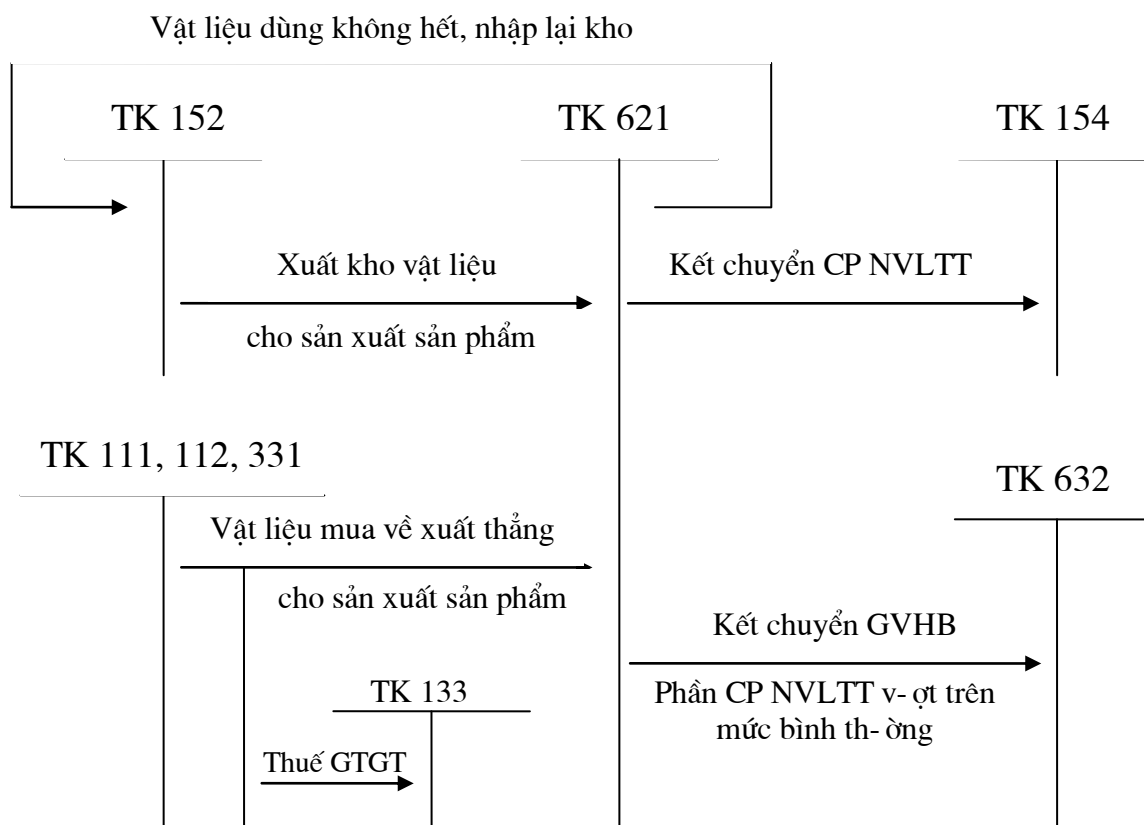 Vật liệu dùng không hết, nhập lại kho
TK 152
TK 621
TK 154
Xuất kho vật liệu
Kết chuyển CP NVLTT
cho sản xuất sản phẩm
TK 111, 112, 331
TK 632
Vật liệu mua về xuất thẳng
cho sản xuất sản phẩm
Kết chuyển GVHB
TK 133
Phần CP NVLTT v- ợt trên
mức bình th- ờng
Thuế GTGT